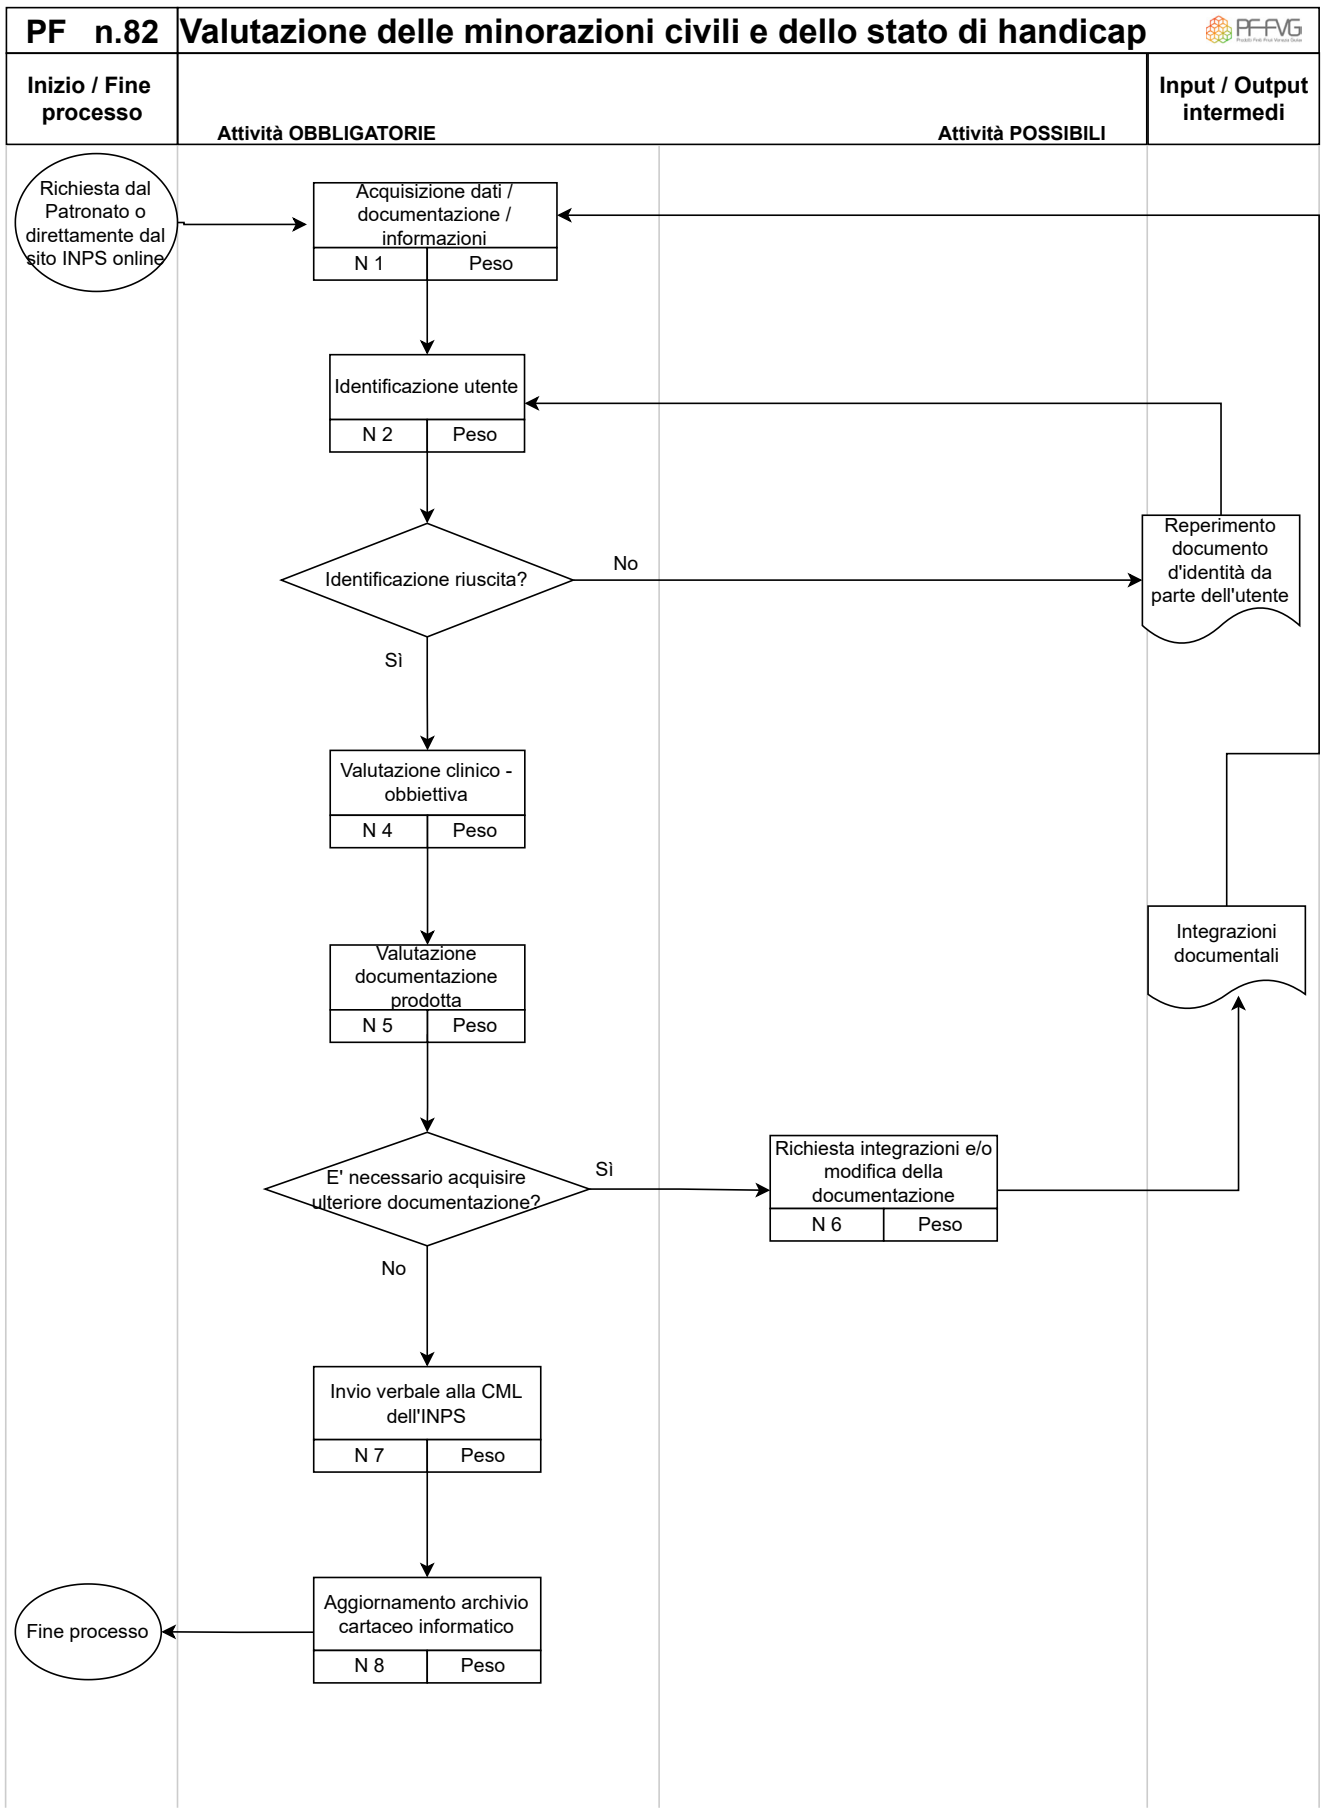 PF n.82
Valutazione delle minorazioni civili e dello stato di handicap
PF-FVG
Inizio / Fine
processo
Attività OBBLIGATORIE
Attività POSSIBILI
Input / Output
intermedi
Richiesta dal
Patronato o
direttamente dal
sito INPS online
Acquisizione dati /
documentazione /
informazioni
N 1
Peso
Identificazione utente
N 2
Peso
Identificazione riuscita?
No
Reperimento
documento
d'identità da
parte dell'utente
Sì
Valutazione clinico -
obbiettiva
N 4
Peso
Integrazioni
documentali
Valutazione
documentazione
prodotta
N 5
Peso
E' necessario acquisire
ulteriore documentazione?
Sì
Richiesta integrazioni e/o
modifica della
documentazione
N 6
Peso
No
Invio verbale alla CML
dell'INPS
N 7
Peso
Aggiornamento archivio
cartaceo informatico
N 8
Peso
Fine processo